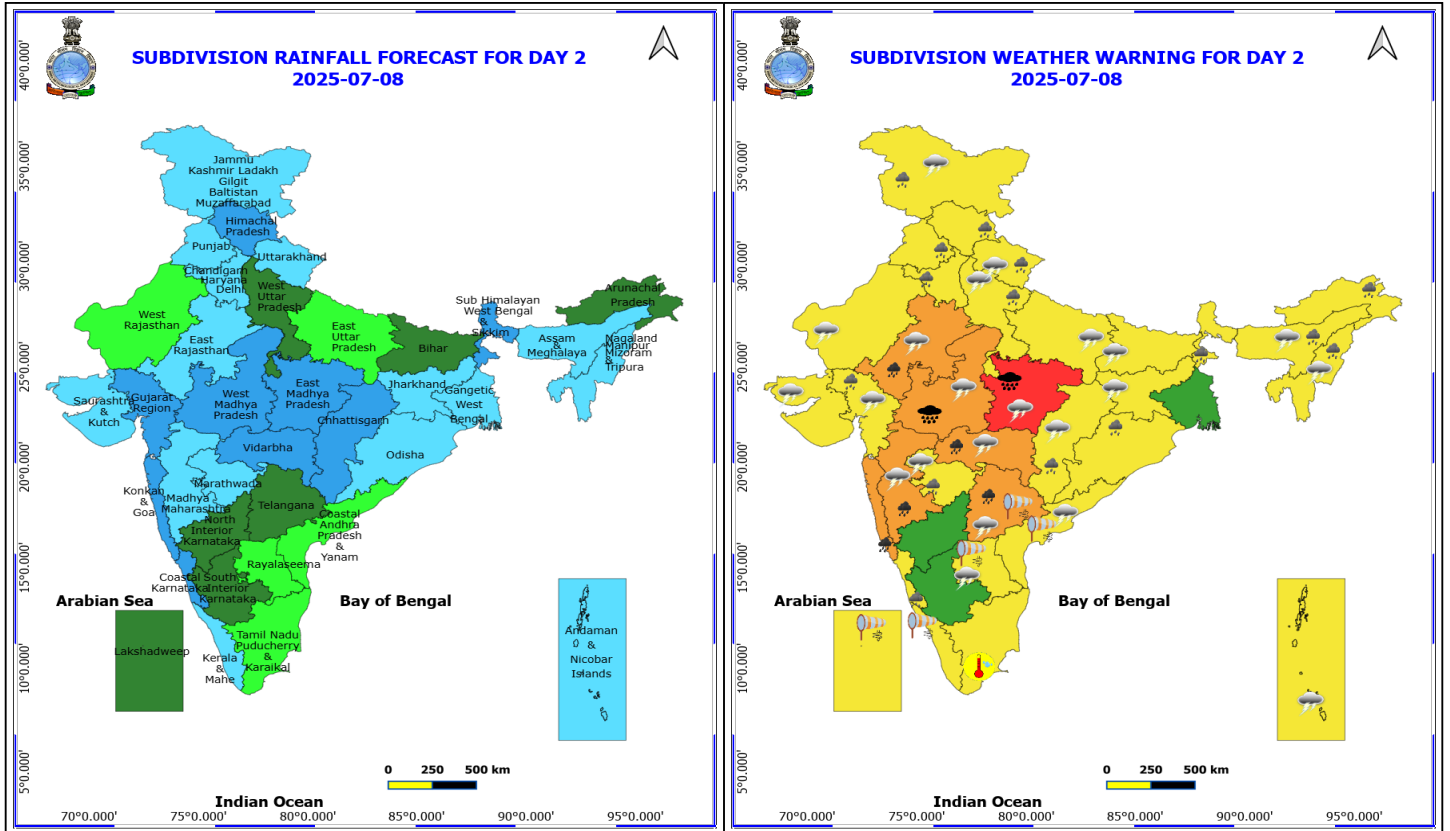 SUBDIVISION RAINFALL FORECAST FOR DAY 2
2025-07-08
40°0.000'
35°0.000'
30°0.000'
25°0.000'
20°0.000'
15°0.000'
10°0.000'
5°0.000'
Jammu
Kashmir Ladakh
Gilgit
Baltistan
Muzaffarabad
Himachal
Pradesh
Punjab
Uttarakhand
Chandigarh
Haryana
Delhi
West
Uttar
Pradesh
Arunachal
Pradesh
West
Rajasthan
Sub Himalayan
West Bengal
&
Sikkim
East
Rajasthan
East
Uttar
Pradesh
Bihar
Assam
&
Meghalaya
Nagaland
Manipur
Mizoram
&
Tripura
Saurashtra
&
Kutch
Gujarat
Region
West
Madhya
Pradesh
East
Madhya
Pradesh
Jharkhand
Gangetic
West
Bengal
Chhattisgarh
Vidarbha
Odisha
Konkan
&
Goa
Madhya
Maharashtra
Marathwada
Telangana
North
Interior
Karnataka
Coastal
Andhra
Pradesh
&
Yanam
Rayalaseema
Coastal
Karnataka
South
Interior
Karnataka
Arabian Sea
Bay of Bengal
Lakshadweep
Kerala
&
Mahe
Tamil Nadu
Puducherry
&
Karaikal
Andaman
&
Nicobar
Islands
0 250 500 km
Indian Ocean
70°0.000' 75°0.000' 80°0.000' 85°0.000' 90°0.000' 95°0.000'
SUBDIVISION WEATHER WARNING FOR DAY 2
2025-07-08
40°0.000'
35°0.000'
30°0.000'
25°0.000'
20°0.000'
15°0.000'
10°0.000'
5°0.000'
Arabian Sea
Bay of Bengal
0 250 500 km
Indian Ocean
70°0.000' 75°0.000' 80°0.000' 85°0.000' 90°0.000' 95°0.000'